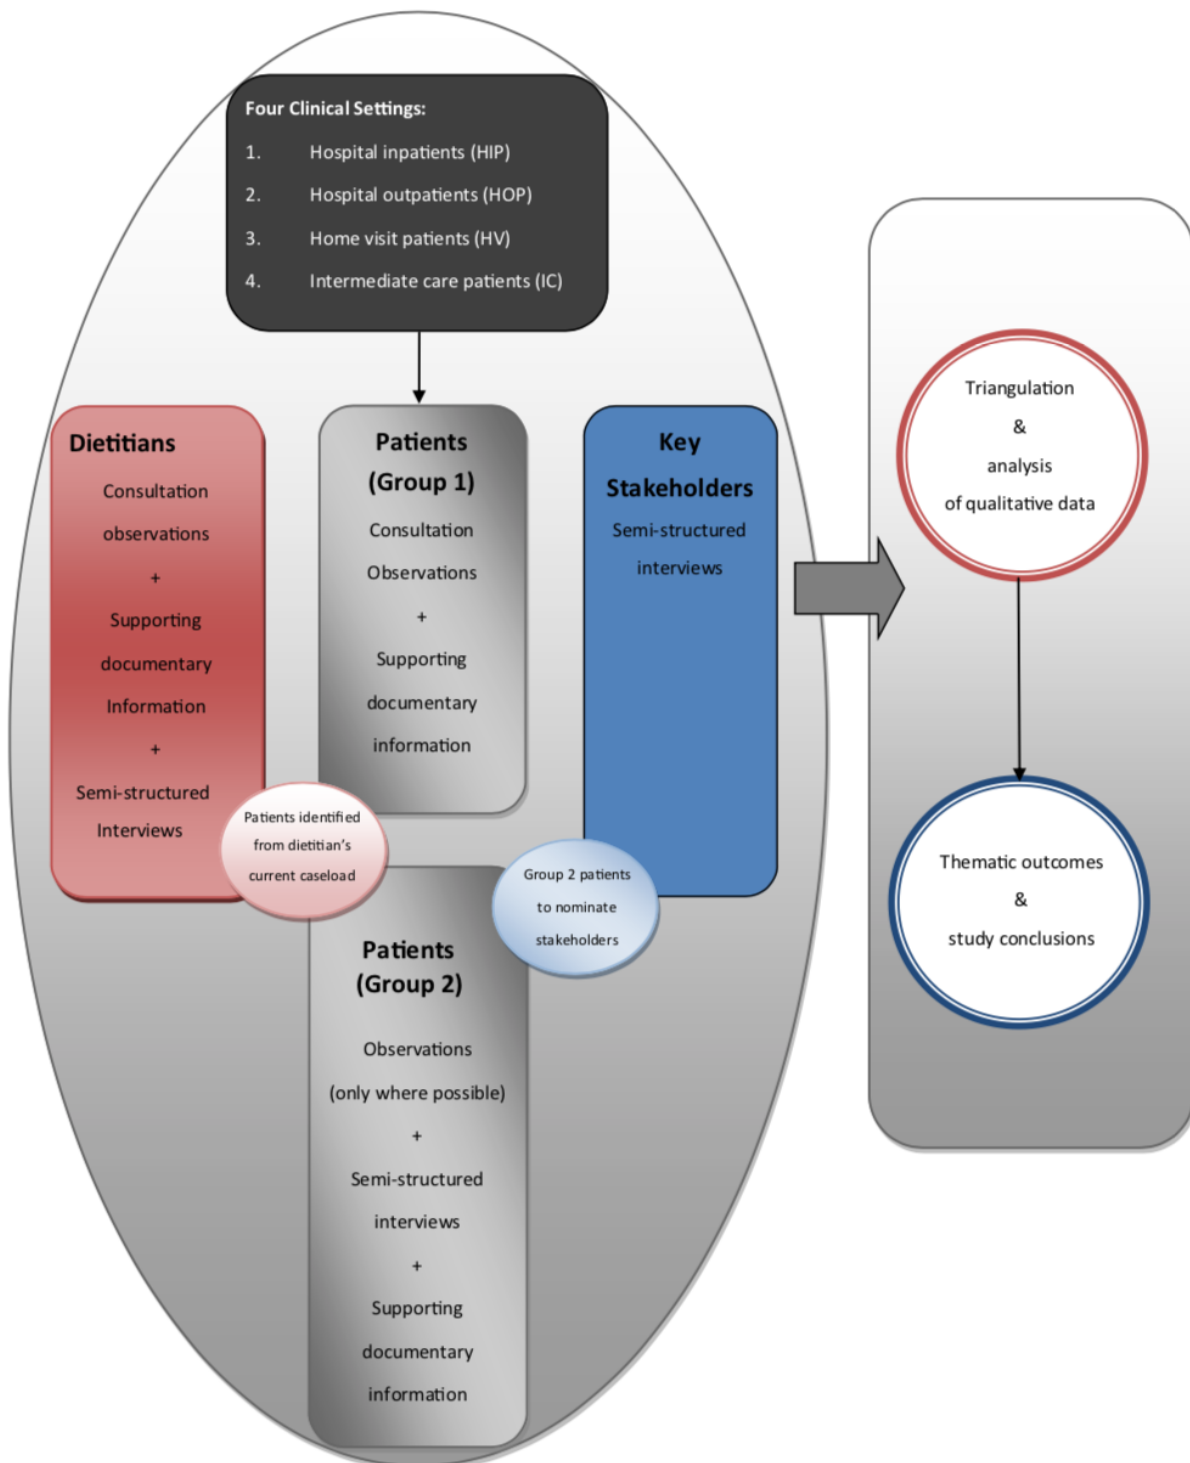 Four Clinical Settings:
1. Hospital inpatients (HIP)
2. Hospital outpatients (HOP)
3. Home visit patients (HV)
4. Intermediate care patients (IC)
Dietitians
Consultation
observations
+
Supporting
documentary
Information
+
Semi-structured
Interviews
Patients
(Group 1)
Consultation
Observations
+
Supporting
documentary
information
Key
Stakeholders
Semi-structured
interviews
Patients identified
from dietitian's
current caseload
Group 2 patients
to nominate
stakeholders
Patients
(Group 2)
Observations
(only where possible)
+
Semi-structured
interviews
+
Supporting
documentary
information
Triangulation
&
analysis
of qualitative data
Thematic outcomes
&
study conclusions